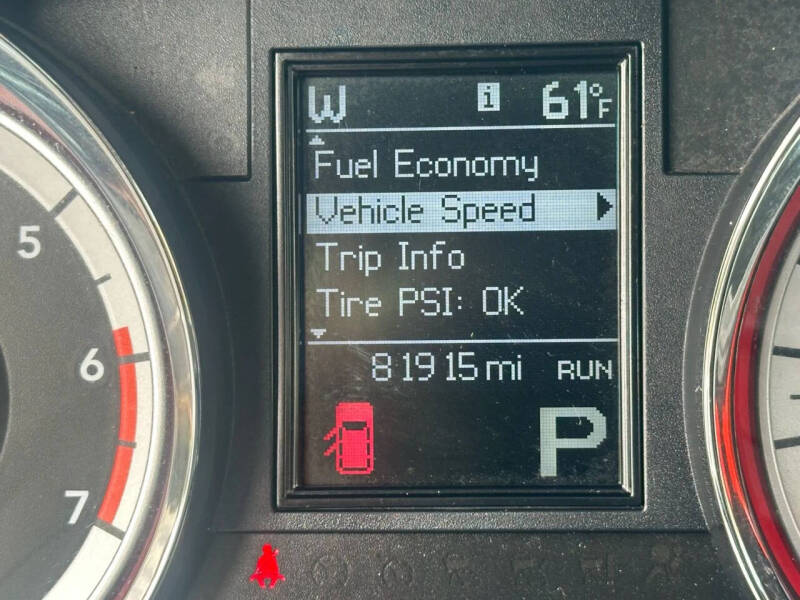 W i 61°F
Fuel Economy
Vehicle Speed
Trip Info
Tire PSI: OK
81915 mi RUN
P
5
6
7